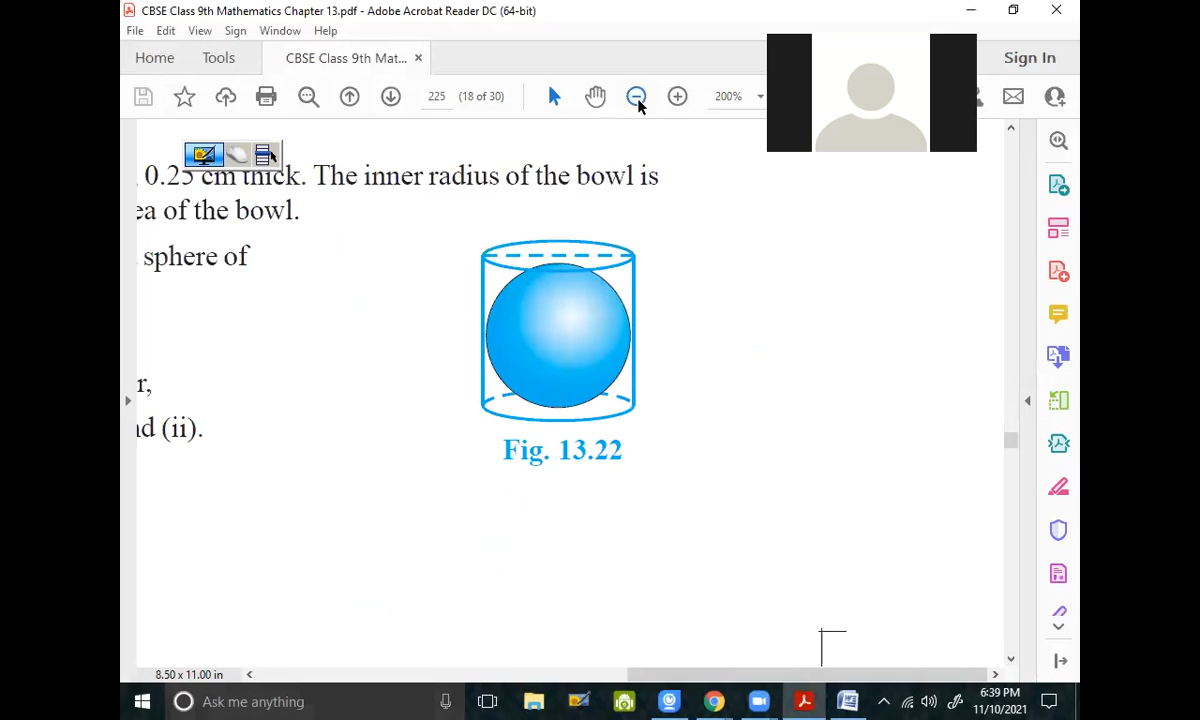 CBSE Class 9th Mathematics Chapter 13.pdf - Adobe Acrobat Reader DC (64-bit)
File Edit View Sign Window Help
Home Tools CBSE Class 9th Mat... × Sign In
225 (18 of 30) 200%
0.25 cm thick. The inner radius of the bowl is
ea of the bowl.
sphere of
r,
nd (ii).
Fig. 13.22
8.50 x 11.00 in
Ask me anything
6:39 PM
11/10/2021